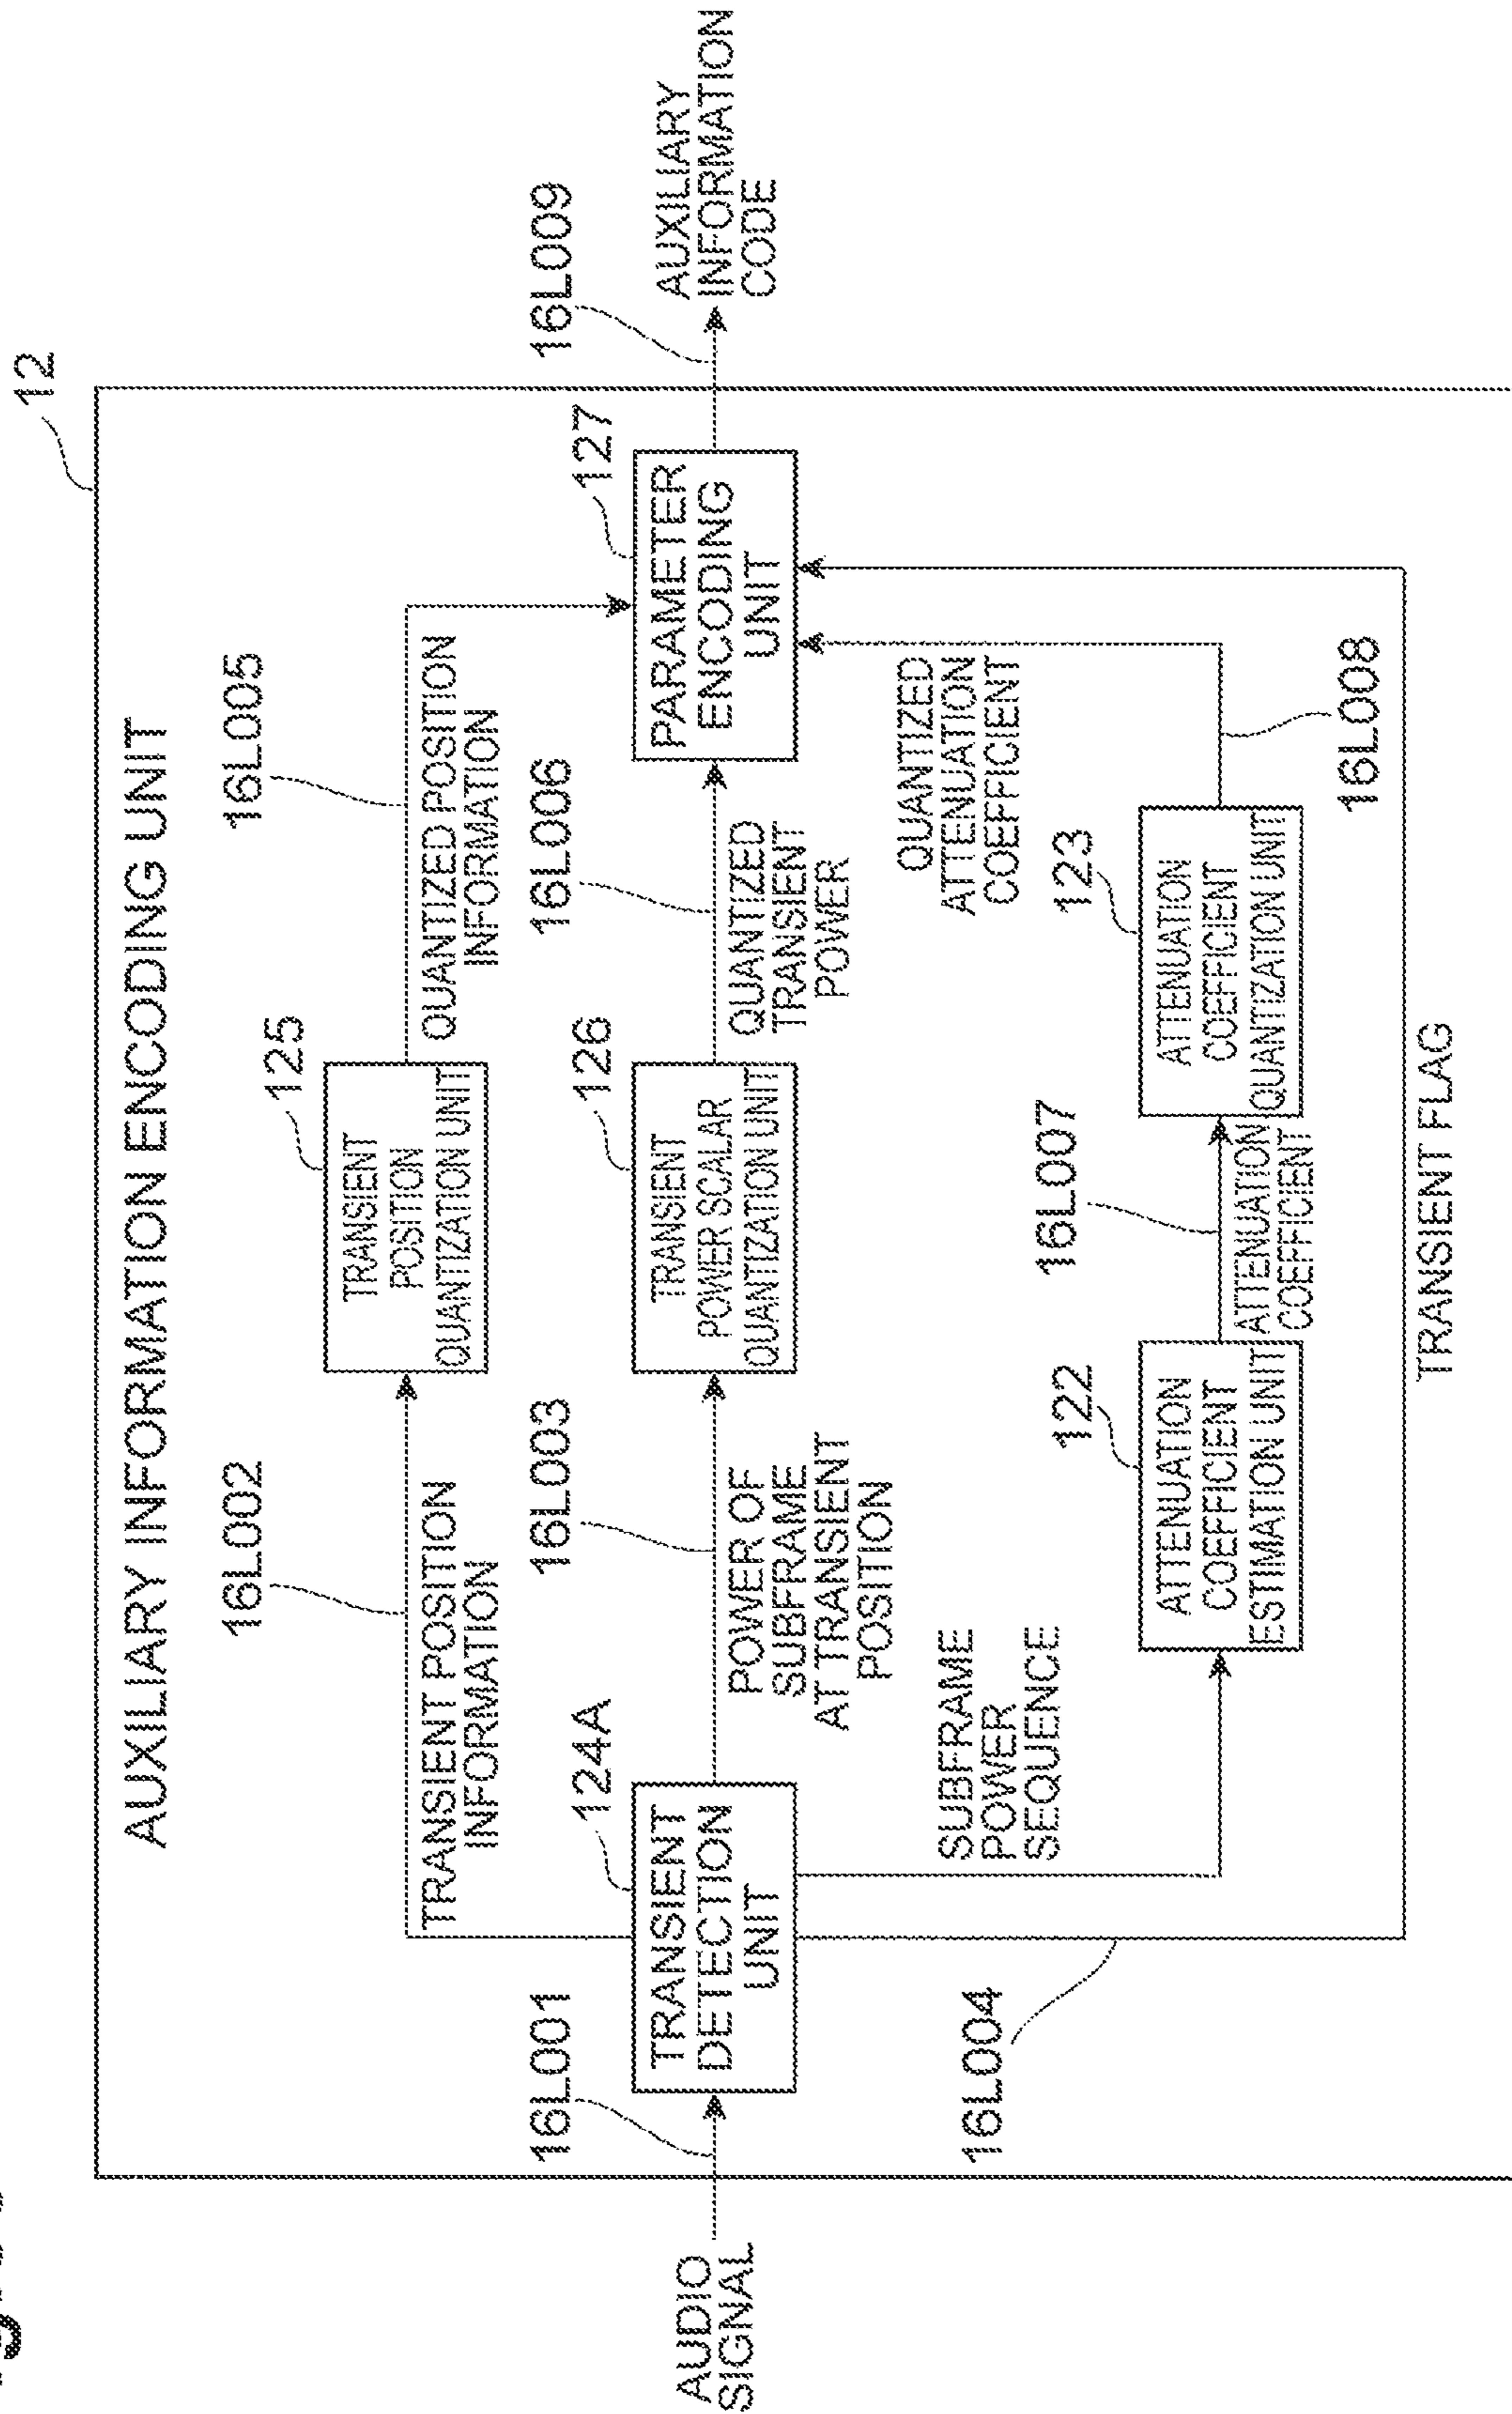 12
AUXILIARY INFORMATION ENCODING UNIT
16L002
TRANSIENT POSITION
INFORMATION
125
TRANSIENT
POSITION
QUANTIZATION UNIT
16L005
QUANTIZED POSITION
INFORMATION
AUDIO
SIGNAL
16L001
124A
TRANSIENT
DETECTION
UNIT
16L003
POWER OF
SUBFRAME
AT TRANSIENT
POSITION
126
TRANSIENT
POWER SCALAR
QUANTIZATION UNIT
16L006
QUANTIZED
TRANSIENT
POWER
127
PARAMETER
ENCODING
UNIT
16L009
AUXILIARY
INFORMATION
CODE
16L004
SUBFRAME
POWER
SEQUENCE
122
ATTENUATION
COEFFICIENT
ESTIMATION UNIT
16L007
ATTENUATION
COEFFICIENT
123
ATTENUATION
COEFFICIENT
QUANTIZATION UNIT
QUANTIZED
ATTENUATION
COEFFICIENT
16L008
TRANSIENT FLAG